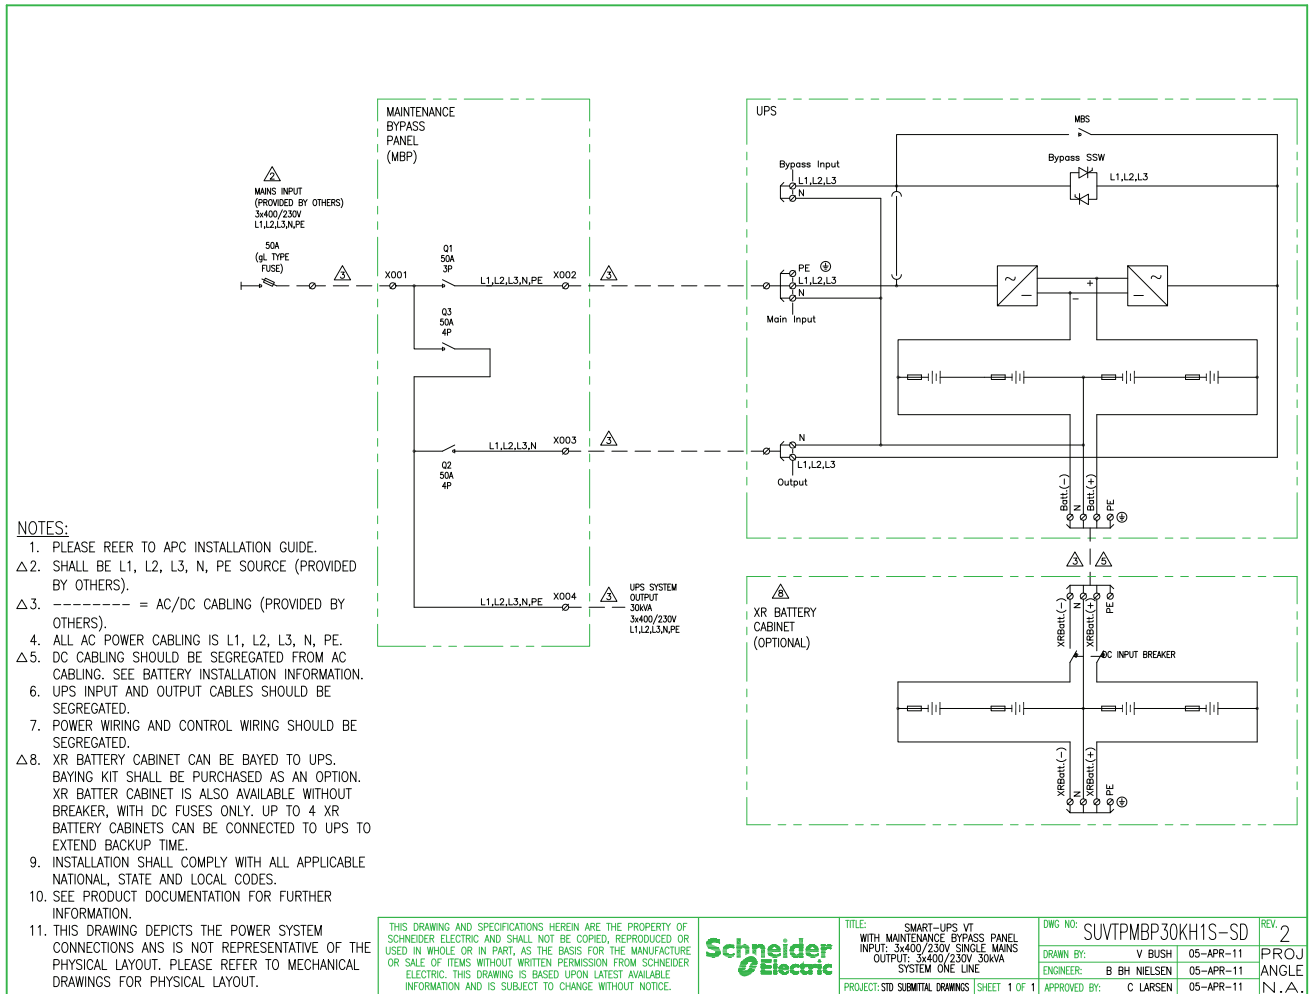 MAINTENANCE
BYPASS
PANEL
(MBP)
UPS
MBS
Bypass SSW
L1,L2,L3
Bypass Input
L1,L2,L3
N
2
MAINS INPUT
(PROVIDED BY OTHERS)
3x400/230V
L1,L2,L3,N,PE
50A
(gL TYPE
FUSE)
3
X001
Q1
50A
3P
L1,L2,L3,N,PE
X002
3
PE
L1,L2,L3
N
Main Input
+
−
Q3
50A
4P
L1,L2,L3,N
X003
3
Q2
50A
4P
N
L1,L2,L3
Output
Batt.(-)
N
Batt.(+)
PE
3
5
L1,L2,L3,N,PE
X004
3
UPS SYSTEM
OUTPUT
30kVA
3x400/230V
L1,L2,L3,N,PE
8
XR BATTERY
CABINET
(OPTIONAL)
XRBatt.(-)
N
XRBatt.(+)
PE
DC INPUT BREAKER
XRBatt.(-)
N
XRBatt.(+)
PE
NOTES:
1. PLEASE REER TO APC INSTALLATION GUIDE.
△2. SHALL BE L1, L2, L3, N, PE SOURCE (PROVIDED
BY OTHERS).
△3. -------- = AC/DC CABLING (PROVIDED BY
OTHERS).
4. ALL AC POWER CABLING IS L1, L2, L3, N, PE.
△5. DC CABLING SHOULD BE SEGREGATED FROM AC
CABLING. SEE BATTERY INSTALLATION INFORMATION.
6. UPS INPUT AND OUTPUT CABLES SHOULD BE
SEGREGATED.
7. POWER WIRING AND CONTROL WIRING SHOULD BE
SEGREGATED.
△8. XR BATTERY CABINET CAN BE BAYED TO UPS.
BAYING KIT SHALL BE PURCHASED AS AN OPTION.
XR BATTER CABINET IS ALSO AVAILABLE WITHOUT
BREAKER, WITH DC FUSES ONLY. UP TO 4 XR
BATTERY CABINETS CAN BE CONNECTED TO UPS TO
EXTEND BACKUP TIME.
9. INSTALLATION SHALL COMPLY WITH ALL APPLICABLE
NATIONAL, STATE AND LOCAL CODES.
10. SEE PRODUCT DOCUMENTATION FOR FURTHER
INFORMATION.
11. THIS DRAWING DEPICTS THE POWER SYSTEM
CONNECTIONS ANS IS NOT REPRESENTATIVE OF THE
PHYSICAL LAYOUT. PLEASE REFER TO MECHANICAL
DRAWINGS FOR PHYSICAL LAYOUT.
THIS DRAWING AND SPECIFICATIONS HEREIN ARE THE PROPERTY OF
SCHNEIDER ELECTRIC AND SHALL NOT BE COPIED, REPRODUCED OR
USED IN WHOLE OR IN PART, AS THE BASIS FOR THE MANUFACTURE
OR SALE OF ITEMS WITHOUT WRITTEN PERMISSION FROM SCHNEIDER
ELECTRIC. THIS DRAWING IS BASED UPON LATEST AVAILABLE
INFORMATION AND IS SUBJECT TO CHANGE WITHOUT NOTICE.
Schneider
Electric
TITLE: SMART-UPS VT
WITH MAINTENANCE BYPASS PANEL
INPUT: 3x400/230V SINGLE MAINS
OUTPUT: 3x400/230V 30kVA
SYSTEM ONE LINE
PROJECT: STD SUBMITTAL DRAWINGS SHEET 1 OF 1
DWG NO: SUVTPMBP30KH1S-SD
REV. 2
DRAWN BY: V BUSH 05-APR-11
ENGINEER: B BH NIELSEN 05-APR-11
APPROVED BY: C LARSEN 05-APR-11
PROJ
ANGLE
N.A.